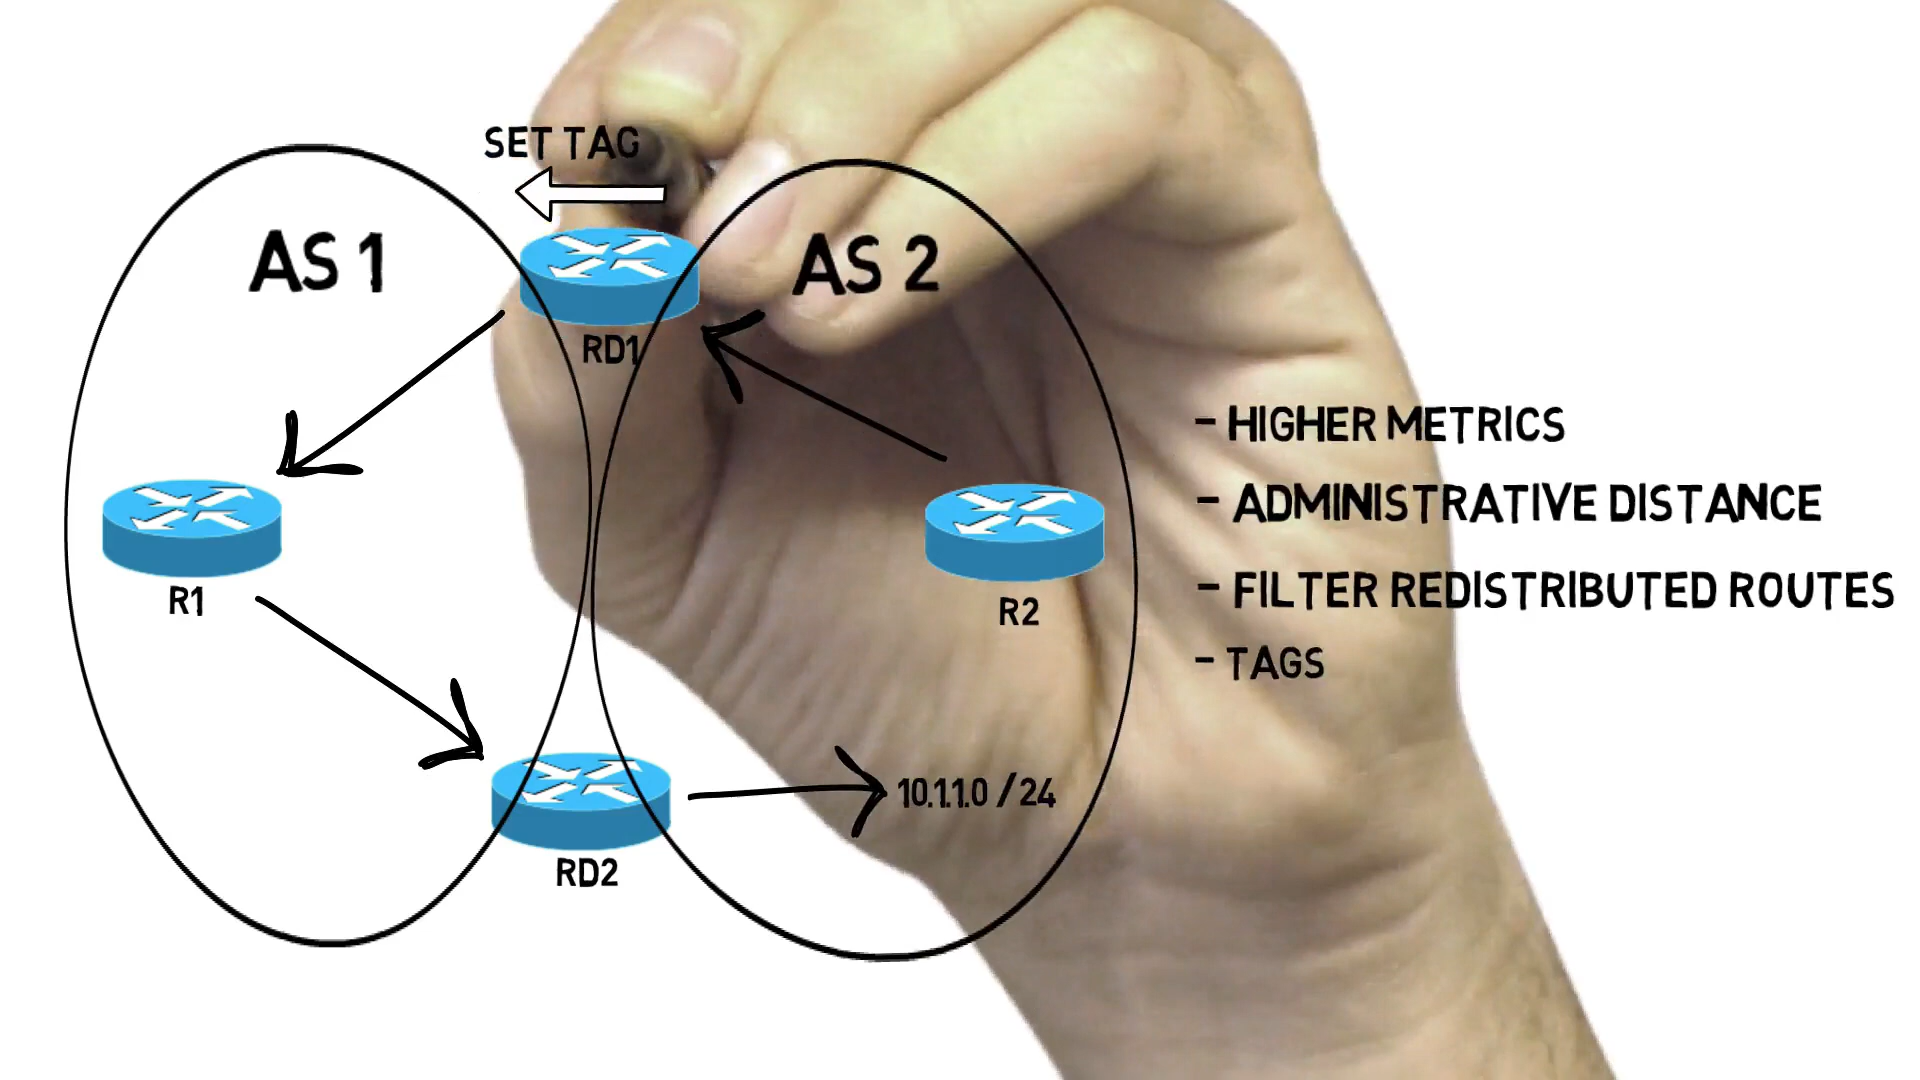 SET TAG
AS 1
AS 2
RD1
R1
R2
RD2
10.1.1.0 /24
- HIGHER METRICS
- ADMINISTRATIVE DISTANCE
- FILTER REDISTRIBUTED ROUTES
- TAGS